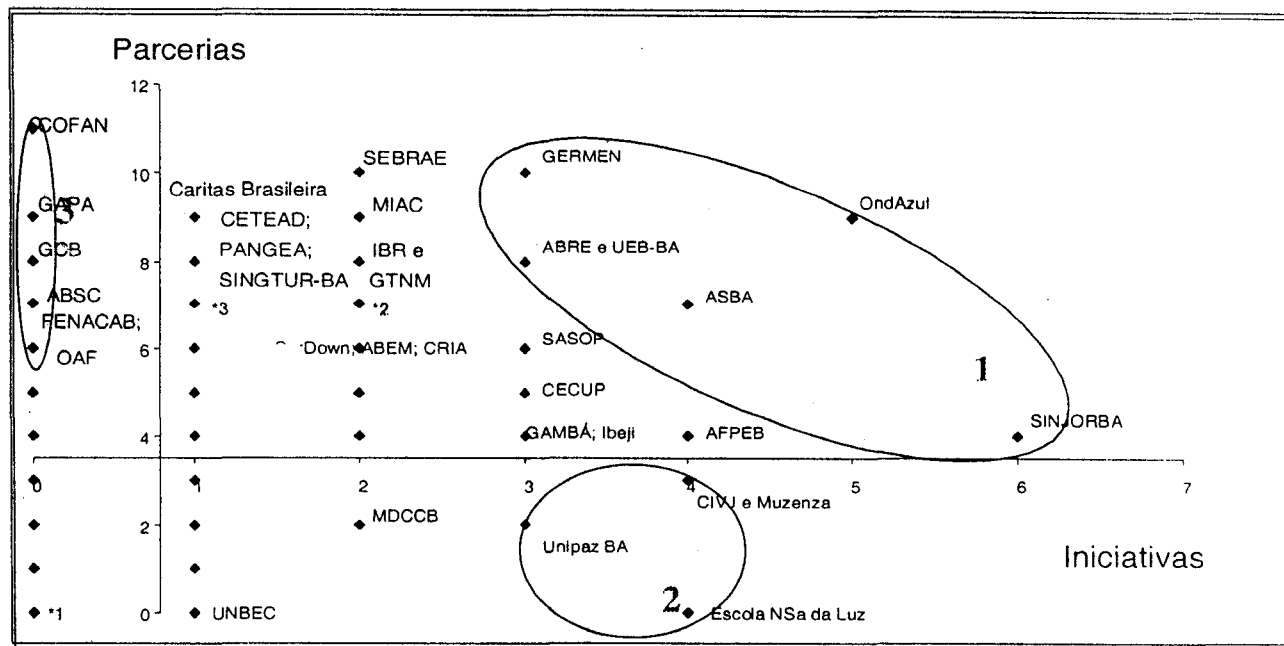 Parcerias
12
COFAN
SEBRAE
GERMEN
10
Caritas Brasileira
GAPA
3
CETEAD;
MIAC
OndAzul
GCB
PANGEA;
IBR e
ABRE e UEB-BA
8
ABSC
SINGTUR-BA
GTNM
ASBA
*3
*2
FENACAB;
OAF
6
Down; ABEM; CRIA
SASOP
1
CECUP
SINJORBA
4
GAMBÁ; Ibeji
AFPEB
0 1 2 3 4 5 6 7
CIVJ e Muzenza
2
MDCCB
Unipaz BA
Iniciativas
2
*1
0
UNBEC
Escola NSa da Luz